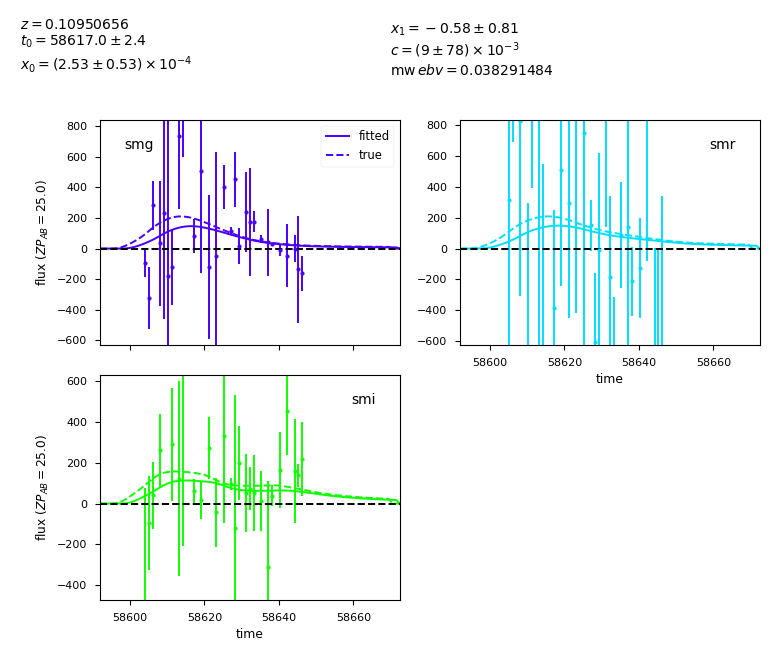 z = 0.10950656
t₀ = 58617.0 ± 2.4
x₀ = (2.53 ± 0.53) × 10⁻⁴
x₁ = −0.58 ± 0.81
c = (9 ± 78) × 10⁻³
mw ebv = 0.038291484
800
600
400
200
0
−200
−400
−600
flux (ZP_AB = 25.0)
smg
fitted
true
800
600
400
200
0
−200
−400
−600
smr
58600
58620
58640
58660
time
600
400
200
0
−200
−400
flux (ZP_AB = 25.0)
smi
58600
58620
58640
58660
time